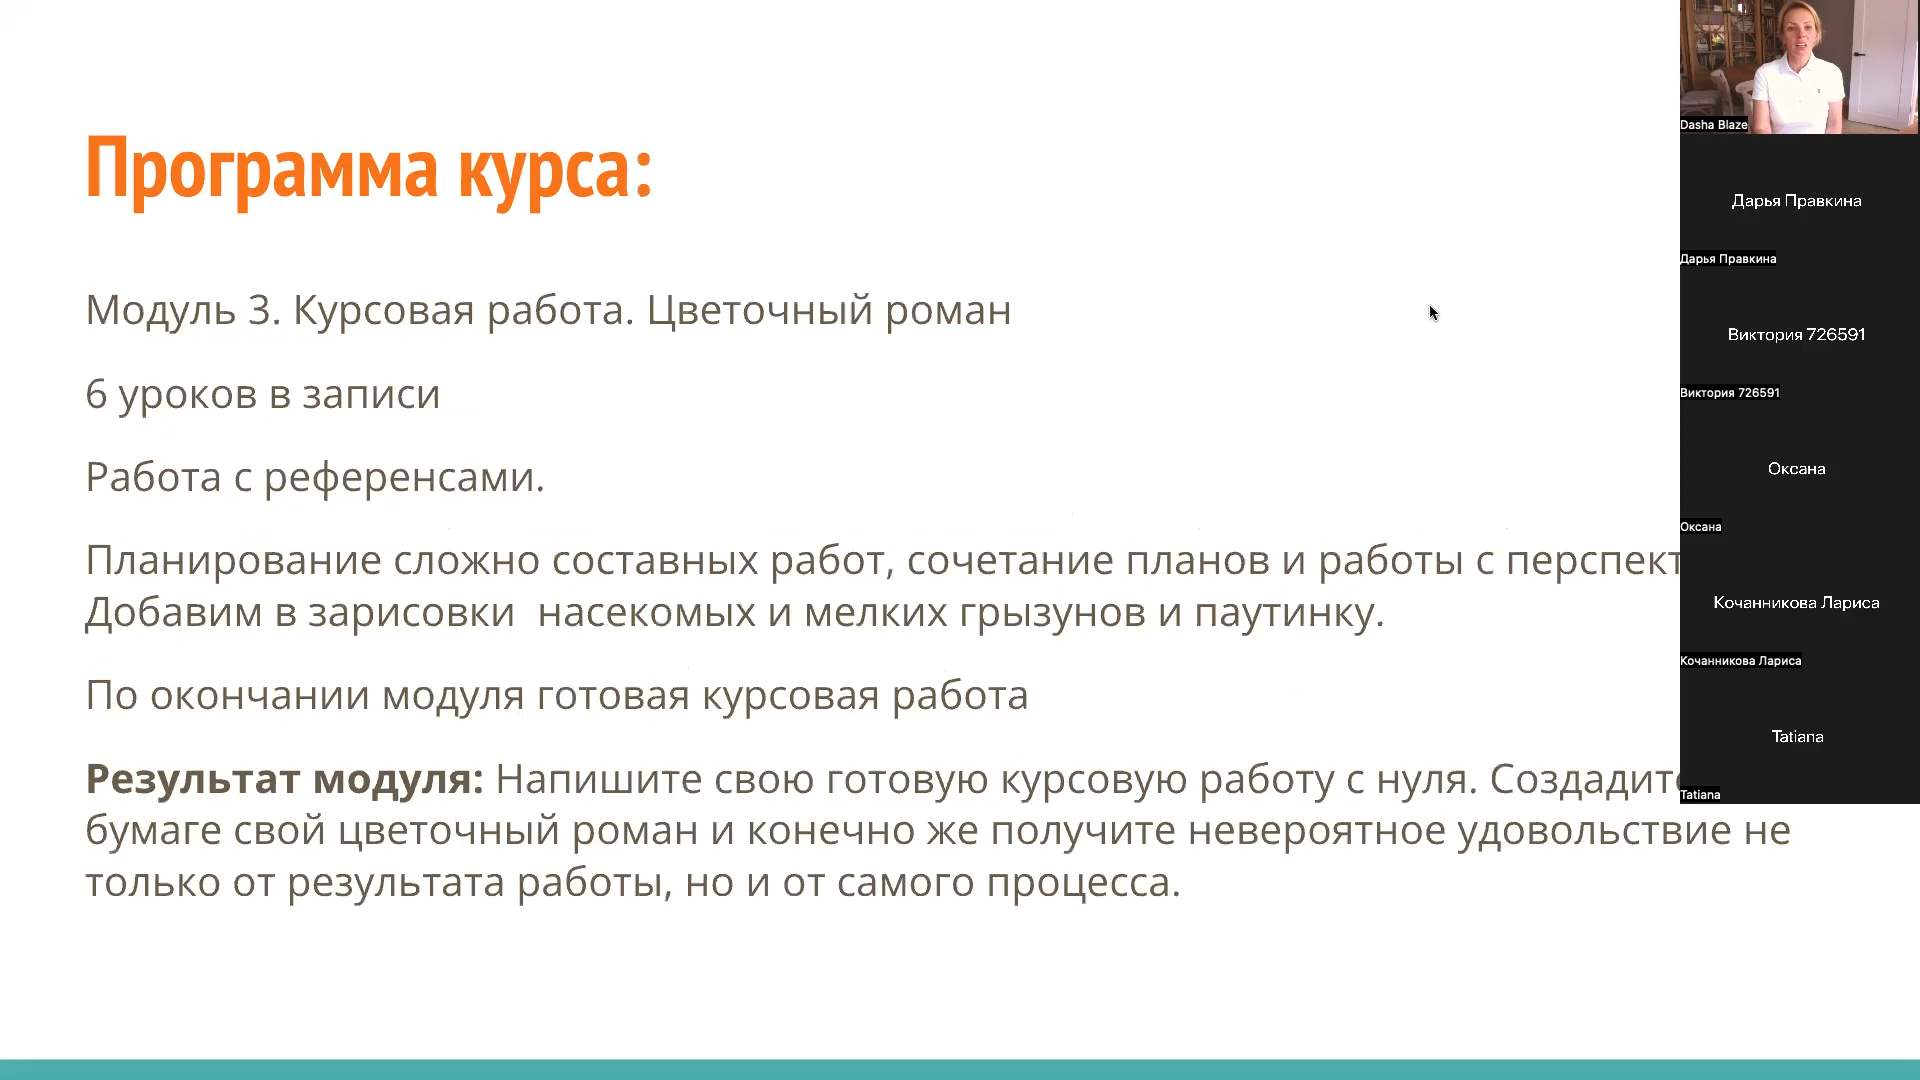 Программа курса:
Модуль 3. Курсовая работа. Цветочный роман
6 уроков в записи
Работа с референсами.
Планирование сложно составных работ, сочетание планов и работы с
Добавим в зарисовки насекомых и мелких грызунов и паутинку.
По окончании модуля готовая курсовая работа
Результат модуля: Напишите свою готовую курсовую работу с нуля.
бумаге свой цветочный роман и конечно же получите невероятное удовольствие не
только от результата работы, но и от самого процесса.
Dasha Blaze
Дарья Правкина
Дарья Правкина
Виктория 726591
Виктория 726591
Оксана
Оксана
Кочанникова Лариса
Кочанникова Лариса
Tatiana
Tatiana